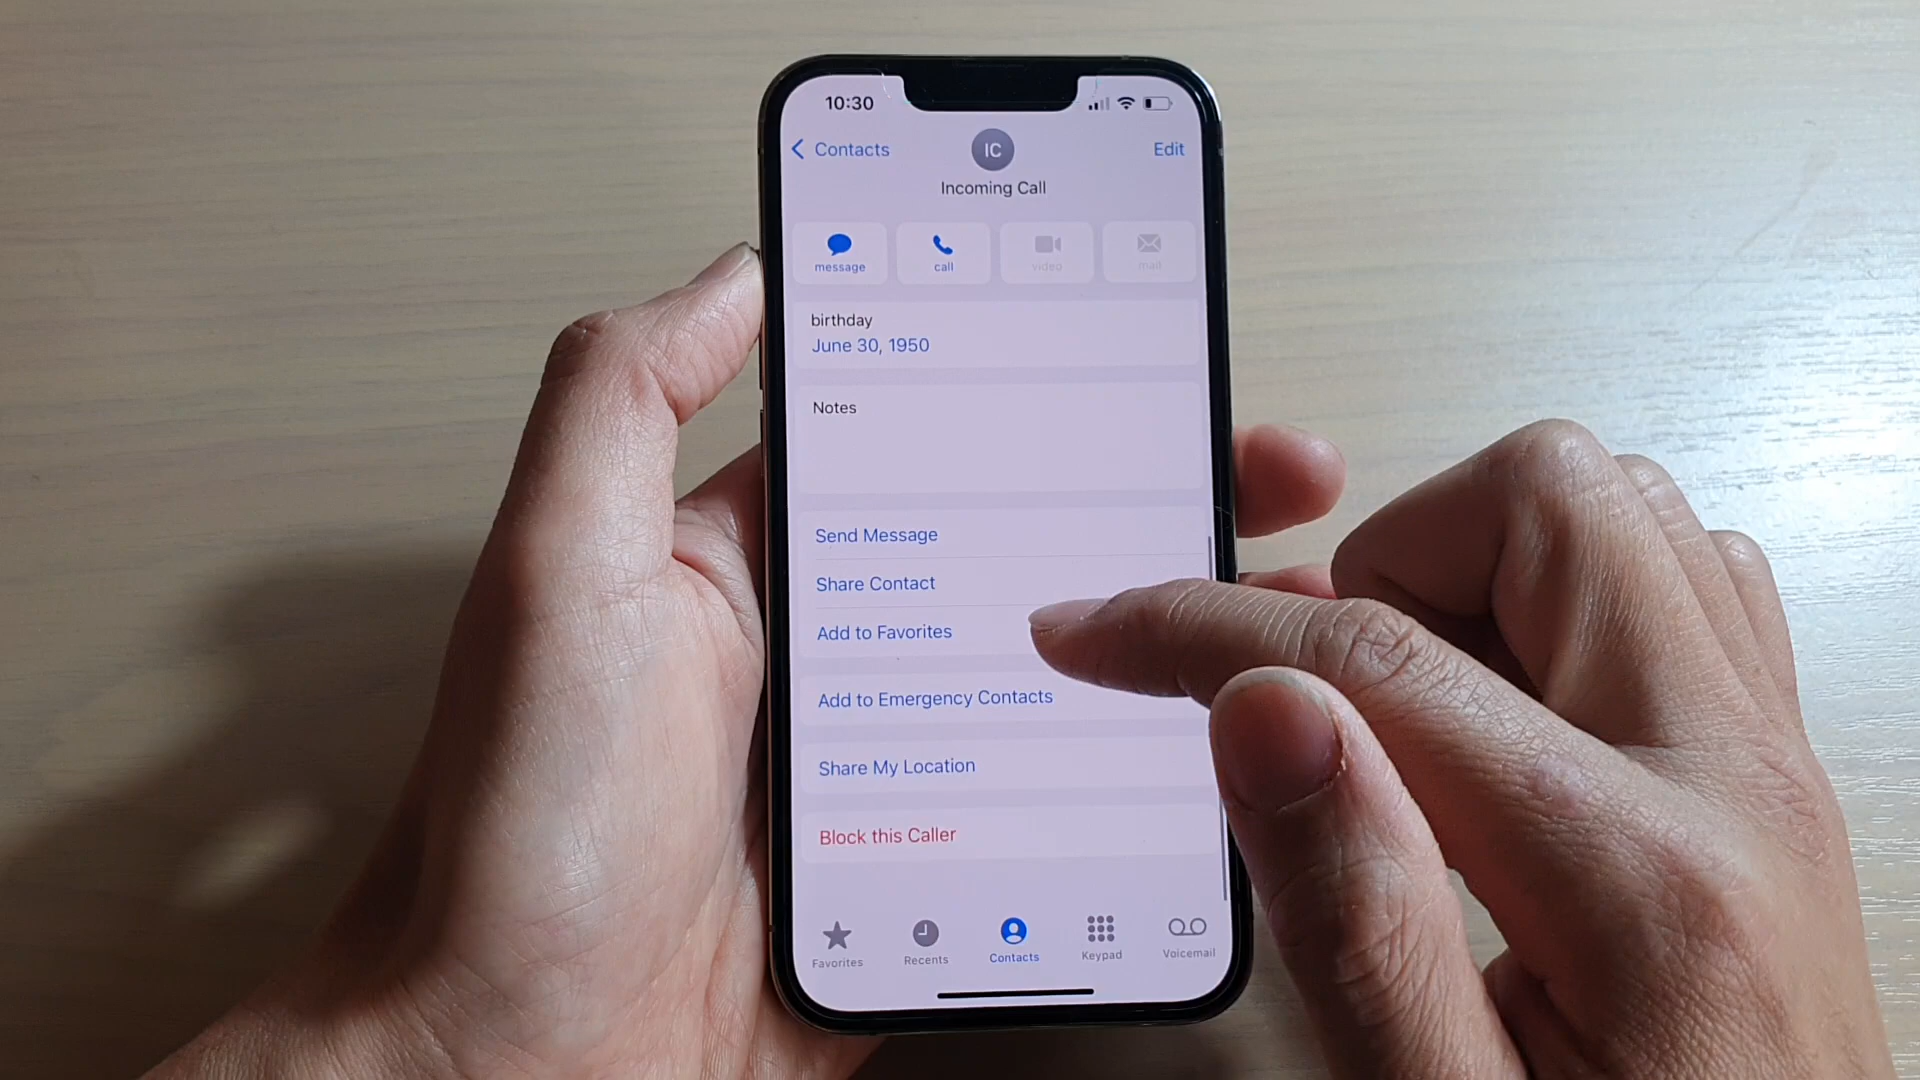 10:30
Contacts
IC
Edit
Incoming Call
message
call
video
mail
birthday
June 30, 1950
Notes
Send Message
Share Contact
Add to Favorites
Add to Emergency Contacts
Share My Location
Block this Caller
Favorites
Recents
Contacts
Keypad
Voicemail